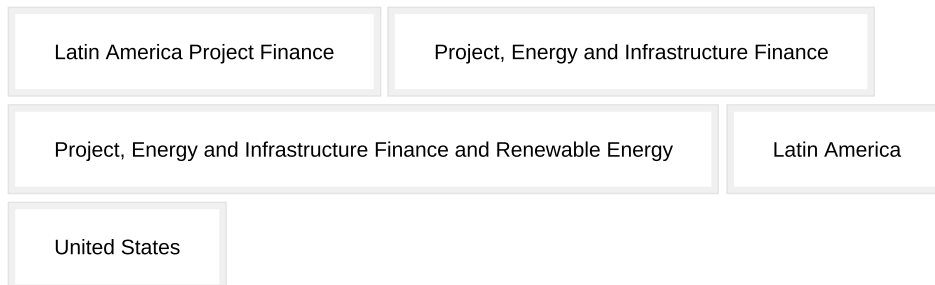 Latin America Project Finance
Project, Energy and Infrastructure Finance
Project, Energy and Infrastructure Finance and Renewable Energy
Latin America
United States